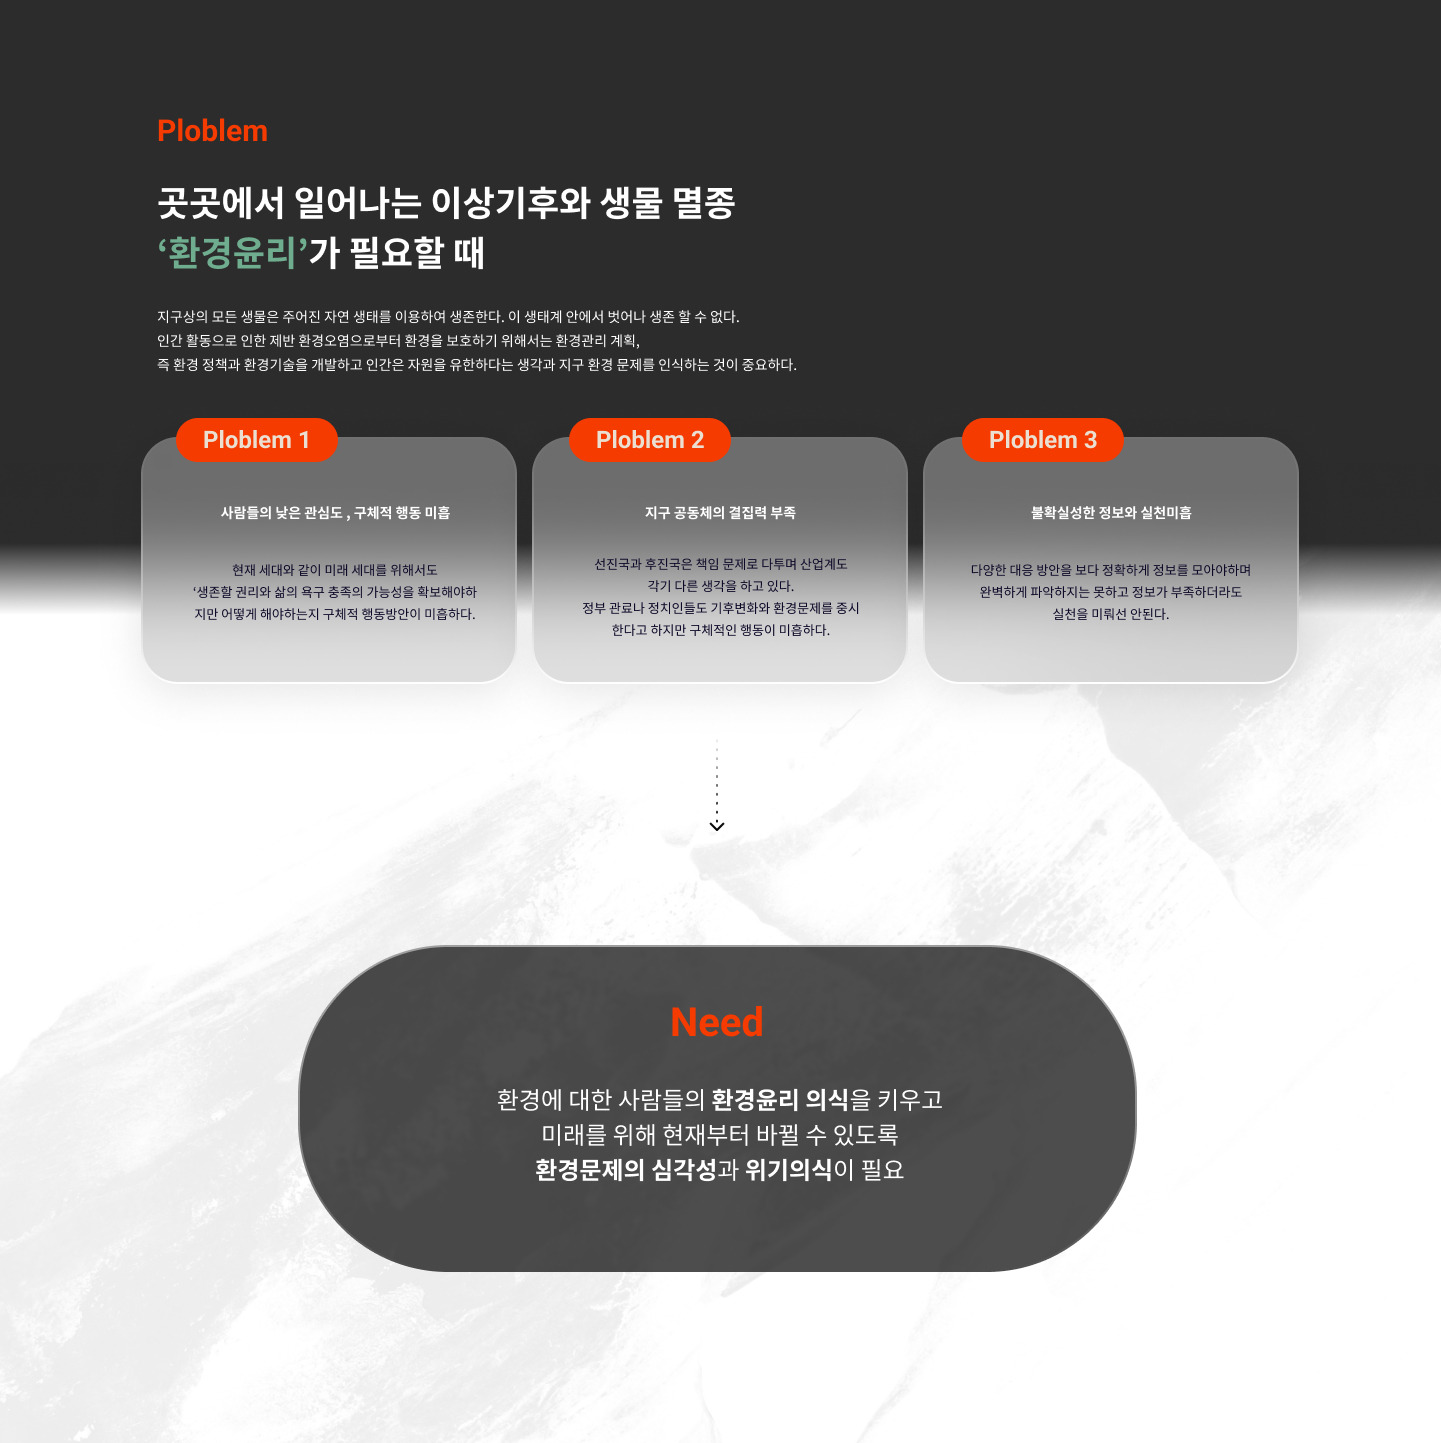 Ploblem
곳곳에서 일어나는 이상기후와 생물 멸종
‘환경윤리’가 필요할 때
지구상의 모든 생물은 주어진 자연 생태를 이용하여 생존한다. 이 생태계 안에서 벗어나 생존 할 수 없다.
인간 활동으로 인한 제반 환경오염으로부터 환경을 보호하기 위해서는 환경관리 계획,
즉 환경 정책과 환경기술을 개발하고 인간은 자원을 유한하다는 생각과 지구 환경 문제를 인식하는 것이 중요하다.
Ploblem 1
사람들의 낮은 관심도 , 구체적 행동 미흡
현재 세대와 같이 미래 세대를 위해서도
‘생존할 권리와 삶의 욕구 충족의 가능성을 확보해야하
지만 어떻게 해야하는지 구체적 행동방안이 미흡하다.
Ploblem 2
지구 공동체의 결집력 부족
선진국과 후진국은 책임 문제로 다투며 산업계도
각기 다른 생각을 하고 있다.
정부 관료나 정치인들도 기후변화와 환경문제를 중시
한다고 하지만 구체적인 행동이 미흡하다.
Ploblem 3
불확실성한 정보와 실천미흡
다양한 대응 방안을 보다 정확하게 정보를 모아야하며
완벽하게 파악하지는 못하고 정보가 부족하더라도
실천을 미뤄선 안된다.
Need
환경에 대한 사람들의 환경윤리 의식을 키우고
미래를 위해 현재부터 바뀔 수 있도록
환경문제의 심각성과 위기의식이 필요